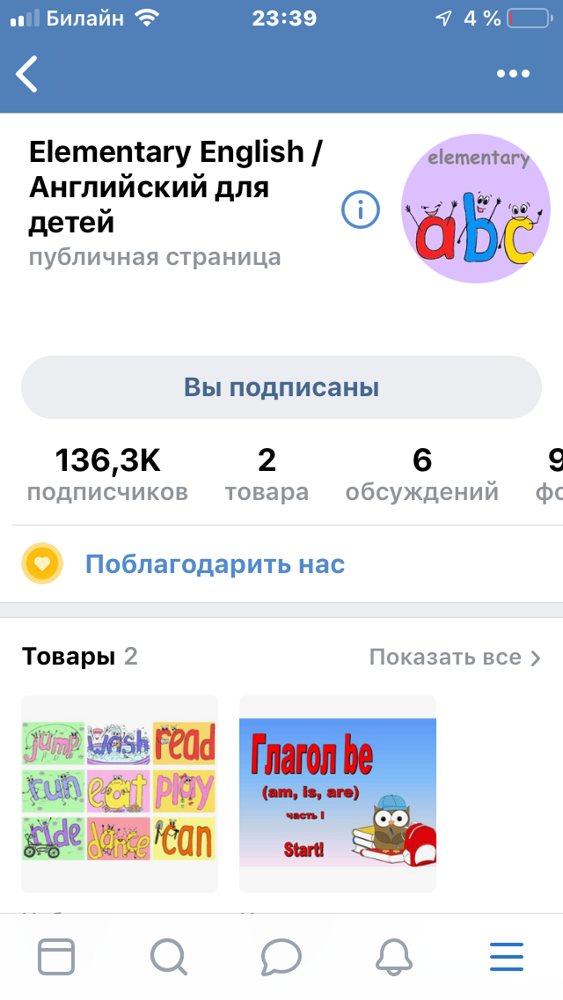 Билайн 23:39 4 %
Elementary English /
Английский для
детей
публичная страница
elementary
abc
Вы подписаны
136,3K 2 6
подписчиков товара обсуждений
Поблагодарить нас
Товары 2 Показать все
jump wash read
run eat play
ride dance can
Глагол be
(am, is, are)
часть I
Start!